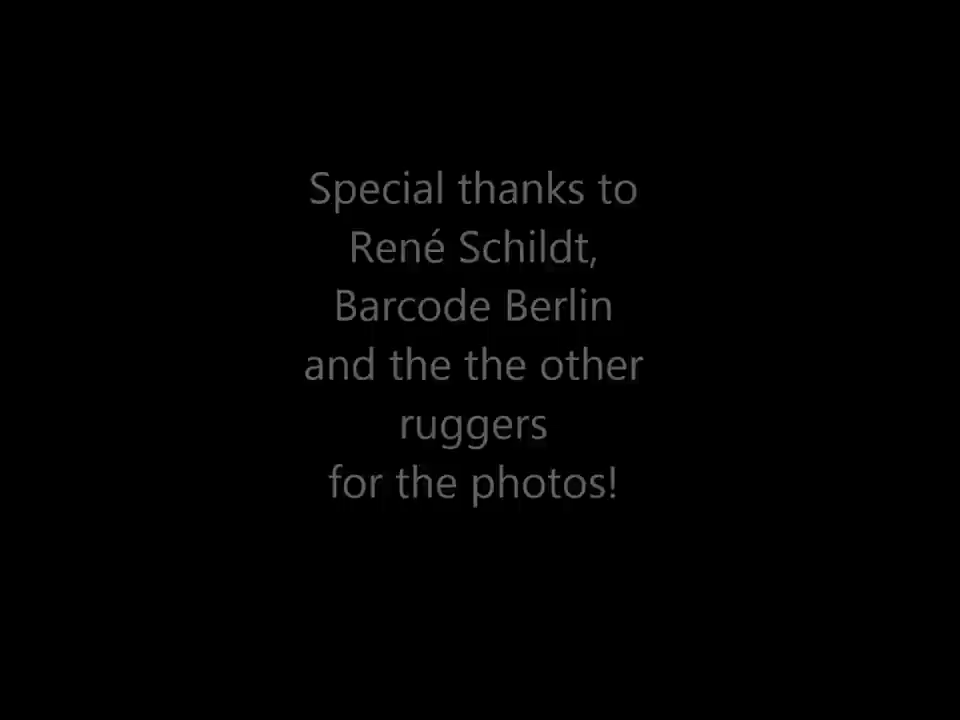 Special thanks to
René Schildt,
Barcode Berlin
and the the other
ruggers
for the photos!